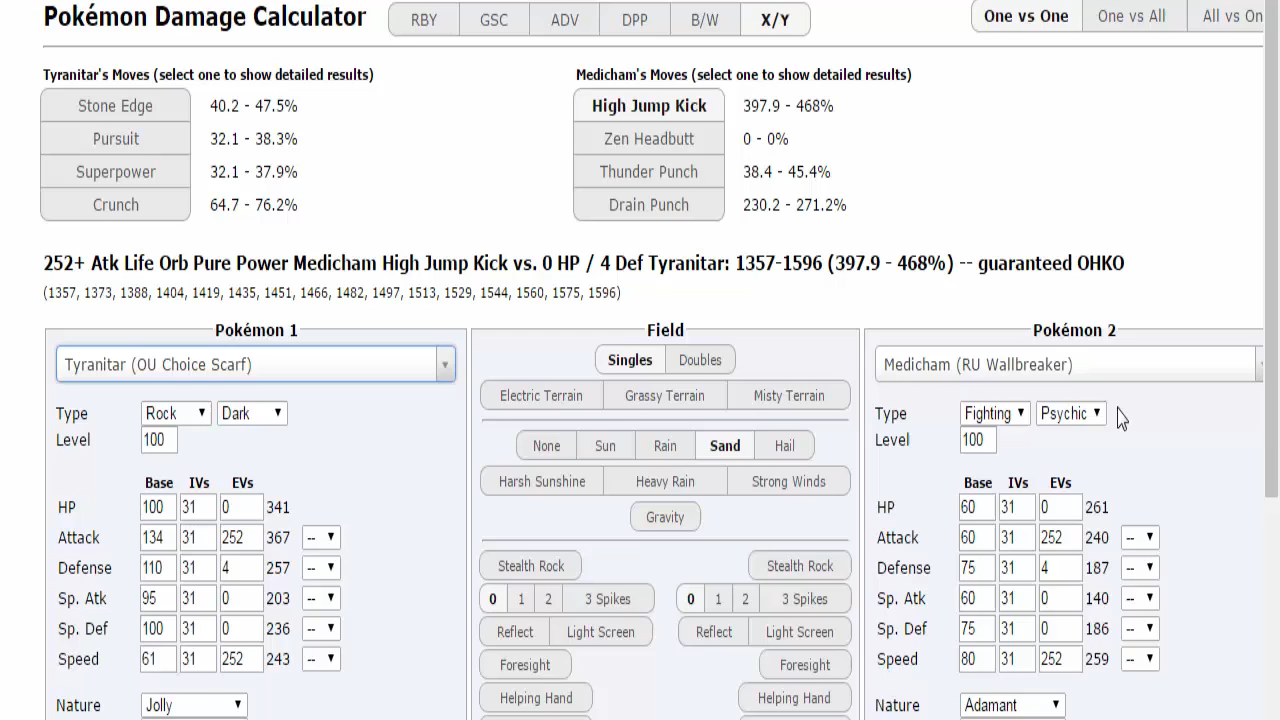 Pokémon Damage Calculator RBY GSC ADV DPP B/W X/Y One vs One One vs All All vs On
Tyranitar's Moves (select one to show detailed results) Medicham's Moves (select one to show detailed results)
Stone Edge 40.2 - 47.5% High Jump Kick 397.9 - 468%
Pursuit 32.1 - 38.3% Zen Headbutt 0 - 0%
Superpower 32.1 - 37.9% Thunder Punch 38.4 - 45.4%
Crunch 64.7 - 76.2% Drain Punch 230.2 - 271.2%
252+ Atk Life Orb Pure Power Medicham High Jump Kick vs. 0 HP / 4 Def Tyranitar: 1357-1596 (397.9 - 468%) -- guaranteed OHKO
(1357, 1373, 1388, 1404, 1419, 1435, 1451, 1466, 1482, 1497, 1513, 1529, 1544, 1560, 1575, 1596)
Pokémon 1
Tyranitar (OU Choice Scarf)
Type Rock Dark
Level 100
Base IVs EVs
HP 100 31 0 341
Attack 134 31 252 367 --
Defense 110 31 4 257 --
Sp. Atk 95 31 0 203 --
Sp. Def 100 31 0 236 --
Speed 61 31 252 243 --
Nature Jolly
Field
Singles Doubles
Electric Terrain Grassy Terrain Misty Terrain
None Sun Rain Sand Hail
Harsh Sunshine Heavy Rain Strong Winds
Gravity
Stealth Rock Stealth Rock
0 1 2 3 Spikes 0 1 2 3 Spikes
Reflect Light Screen Reflect Light Screen
Foresight Foresight
Helping Hand Helping Hand
Pokémon 2
Medicham (RU Wallbreaker)
Type Fighting Psychic
Level 100
Base IVs EVs
HP 60 31 0 261
Attack 60 31 252 240 --
Defense 75 31 4 187 --
Sp. Atk 60 31 0 140 --
Sp. Def 75 31 0 186 --
Speed 80 31 252 259 --
Nature Adamant